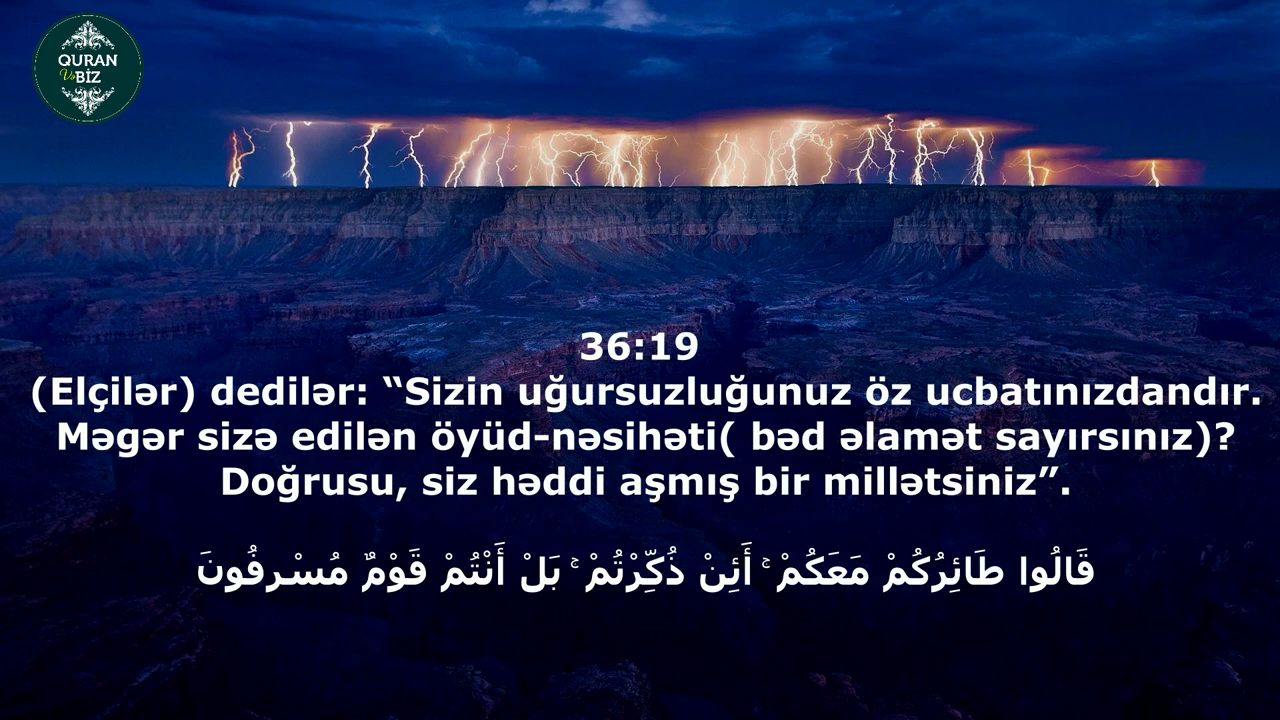 QURAN
Və
BİZ
36:19
(Elçilər) dedilər: “Sizin uğursuzluğunuz öz ucbatınızdandır.
Məgər sizə edilən öyüd-nəsihəti( bəd əlamət sayırsınız)?
Doğrusu, siz həddi aşmış bir millətsiniz”.
قَالُوا طَائِرُكُمْ مَعَكُمْ ۚ أَئِنْ ذُكِّرْتُمْ ۚ بَلْ أَنْتُمْ قَوْمٌ مُسْرِفُونَ